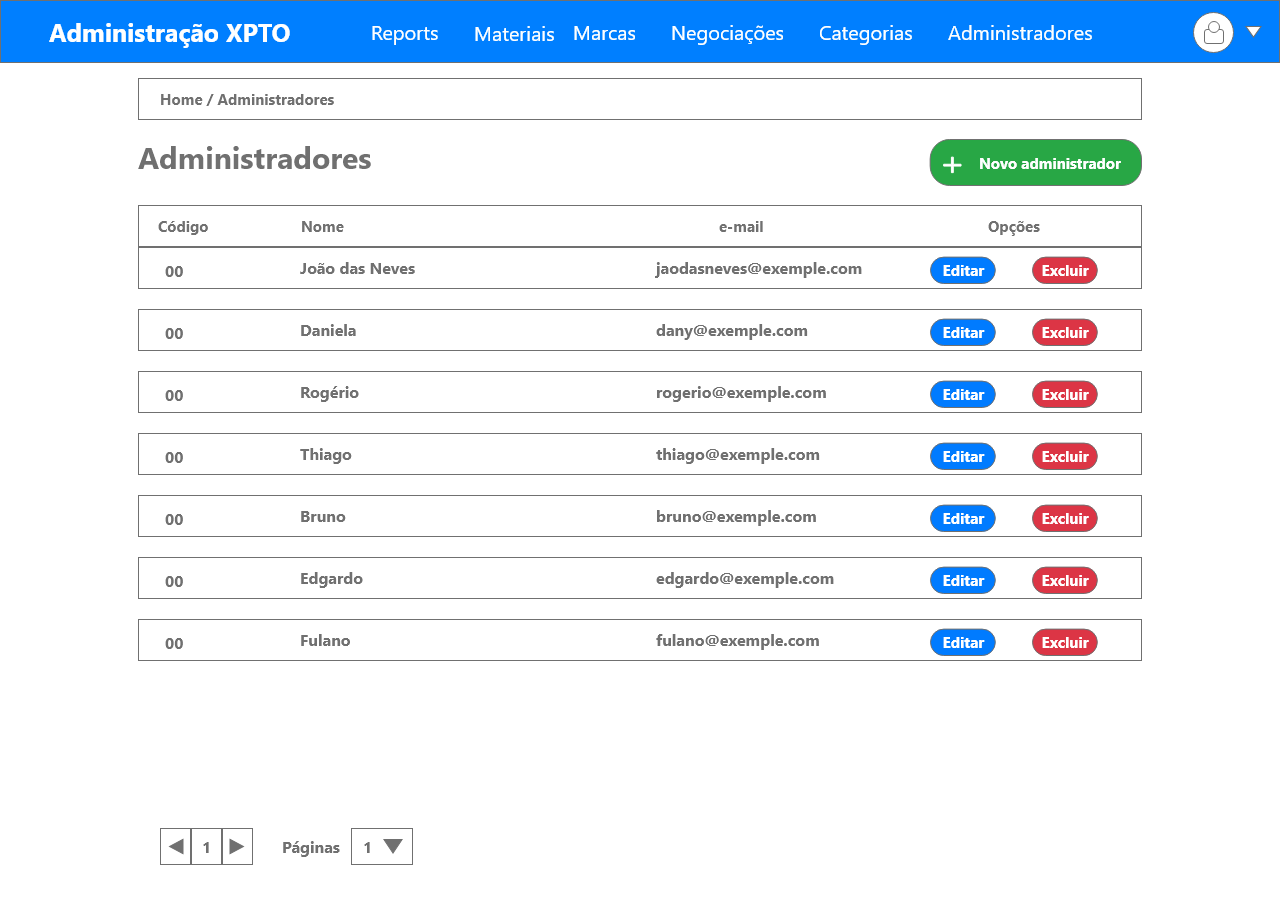 Administração XPTO Reports Materiais Marcas Negociações Categorias Administradores
Home / Administradores
Administradores
+ Novo administrador
Código Nome e-mail Opções
00 João das Neves jaodasneves@exemple.com Editar Excluir
00 Daniela dany@exemple.com Editar Excluir
00 Rogério rogerio@exemple.com Editar Excluir
00 Thiago thiago@exemple.com Editar Excluir
00 Bruno bruno@exemple.com Editar Excluir
00 Edgardo edgardo@exemple.com Editar Excluir
00 Fulano fulano@exemple.com Editar Excluir
1 Páginas 1